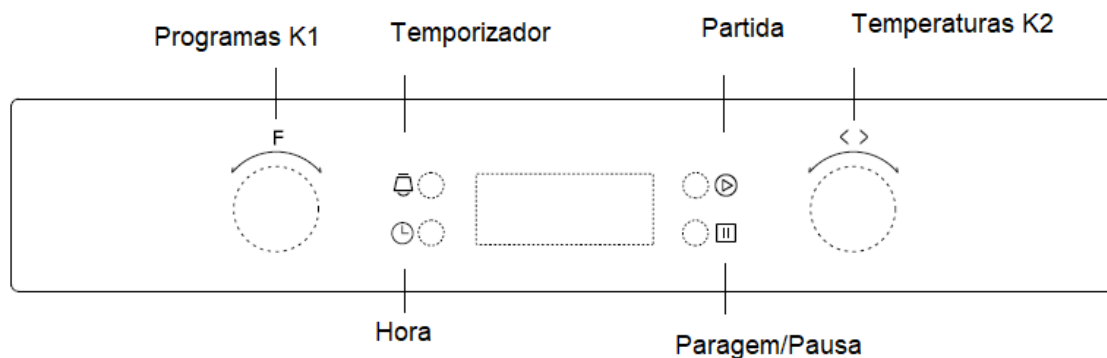 Programas K1
Temporizador
Partida
Temperaturas K2
F
Hora
Paragem/Pausa